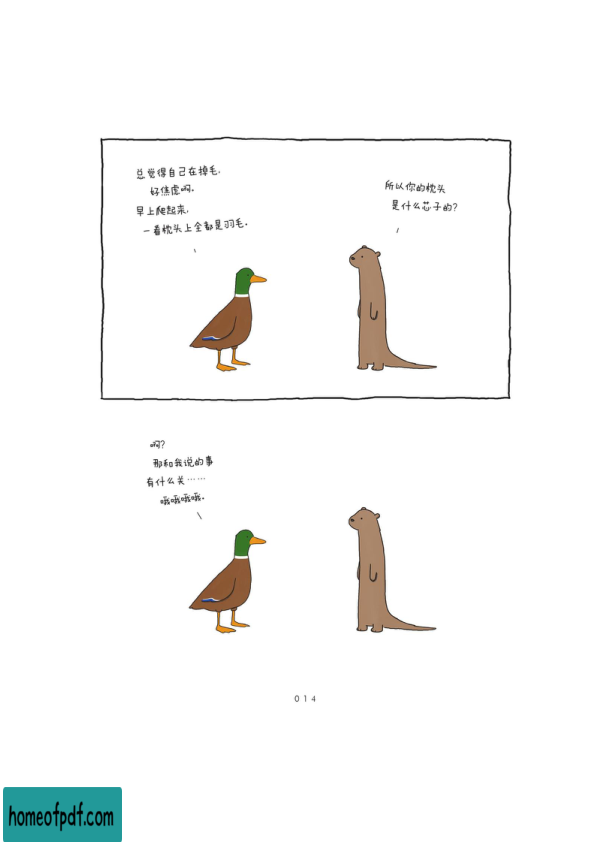 总觉得自己在掉毛,
好焦虑啊。
早上爬起来,
一看枕头上全都是羽毛。
所以你的枕头
是什么芯子的?
啊?
那和我说的事
有什么关……
哦哦哦哦。
014
homeofpdf.com